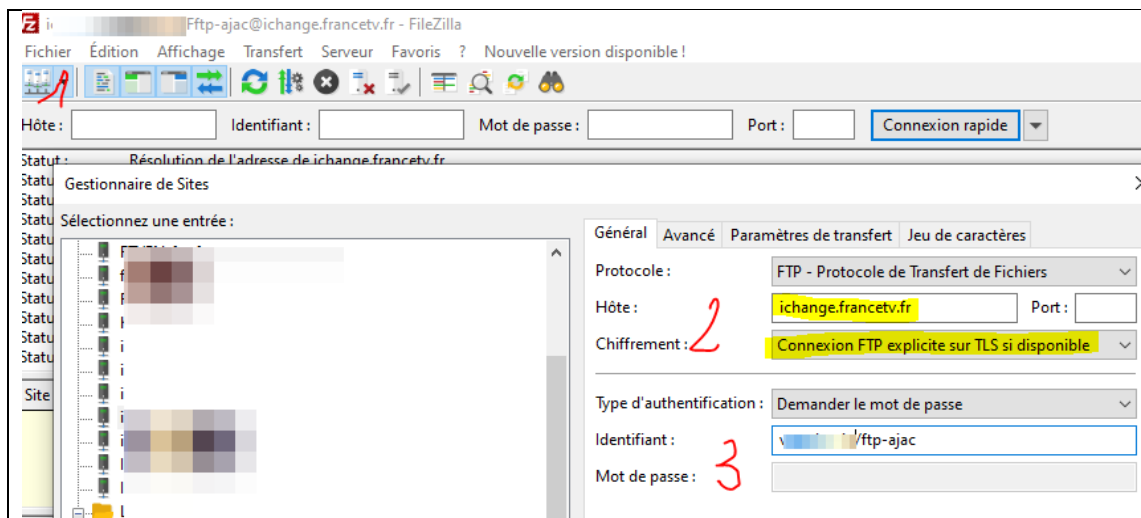 Fftp-ajac@ichange.francetv.fr - FileZilla
Fichier Édition Affichage Transfert Serveur Favoris ? Nouvelle version disponible !
1
Hôte : Identifiant : Mot de passe : Port : Connexion rapide
Statut : Résolution de l'adresse de ichange.francetv.fr
Gestionnaire de Sites
Sélectionnez une entrée :
Général Avancé Paramètres de transfert Jeu de caractères
Protocole : FTP - Protocole de Transfert de Fichiers
Hôte : ichange.francetv.fr Port :
2
Chiffrement : Connexion FTP explicite sur TLS si disponible
Site
Type d'authentification : Demander le mot de passe
Identifiant : /ftp-ajac
3
Mot de passe :